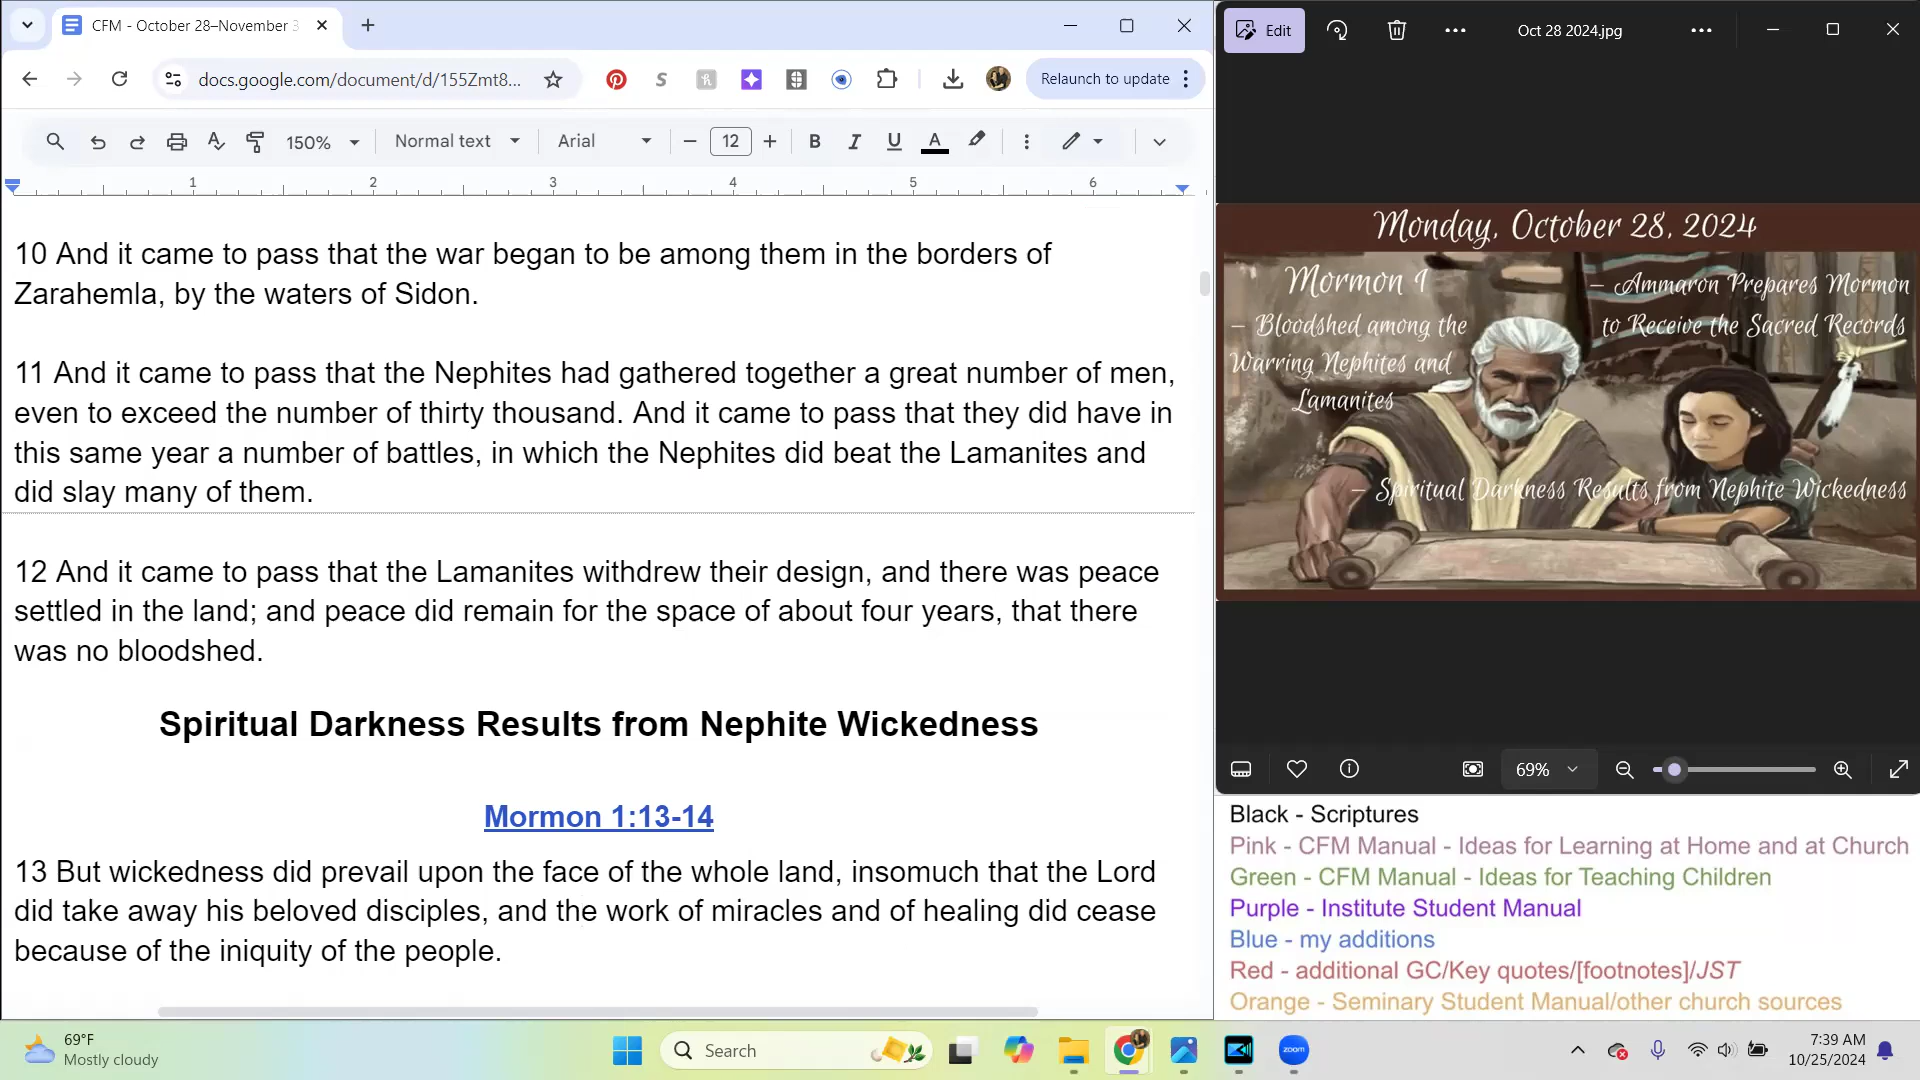 CFM - October 28–November 3
docs.google.com/document/d/155Zmt8...
Relaunch to update
150%
Normal text
Arial
12
B I U A
1 2 3 4 5 6
10 And it came to pass that the war began to be among them in the borders of
Zarahemla, by the waters of Sidon.
11 And it came to pass that the Nephites had gathered together a great number of men,
even to exceed the number of thirty thousand. And it came to pass that they did have in
this same year a number of battles, in which the Nephites did beat the Lamanites and
did slay many of them.
12 And it came to pass that the Lamanites withdrew their design, and there was peace
settled in the land; and peace did remain for the space of about four years, that there
was no bloodshed.
Spiritual Darkness Results from Nephite Wickedness
Mormon 1:13-14
13 But wickedness did prevail upon the face of the whole land, insomuch that the Lord
did take away his beloved disciples, and the work of miracles and of healing did cease
because of the iniquity of the people.
Edit
Oct 28 2024.jpg
Monday, October 28, 2024
Mormon 1
– Bloodshed among the
Warring Nephites and
Lamanites
– Ammaron Prepares Mormon
to Receive the Sacred Records
– Spiritual Darkness Results from Nephite Wickedness
69%
Black - Scriptures
Pink - CFM Manual - Ideas for Learning at Home and at Church
Green - CFM Manual - Ideas for Teaching Children
Purple - Institute Student Manual
Blue - my additions
Red - additional GC/Key quotes/[footnotes]/JST
Orange - Seminary Student Manual/other church sources
69°F
Mostly cloudy
Search
zoom
7:39 AM
10/25/2024